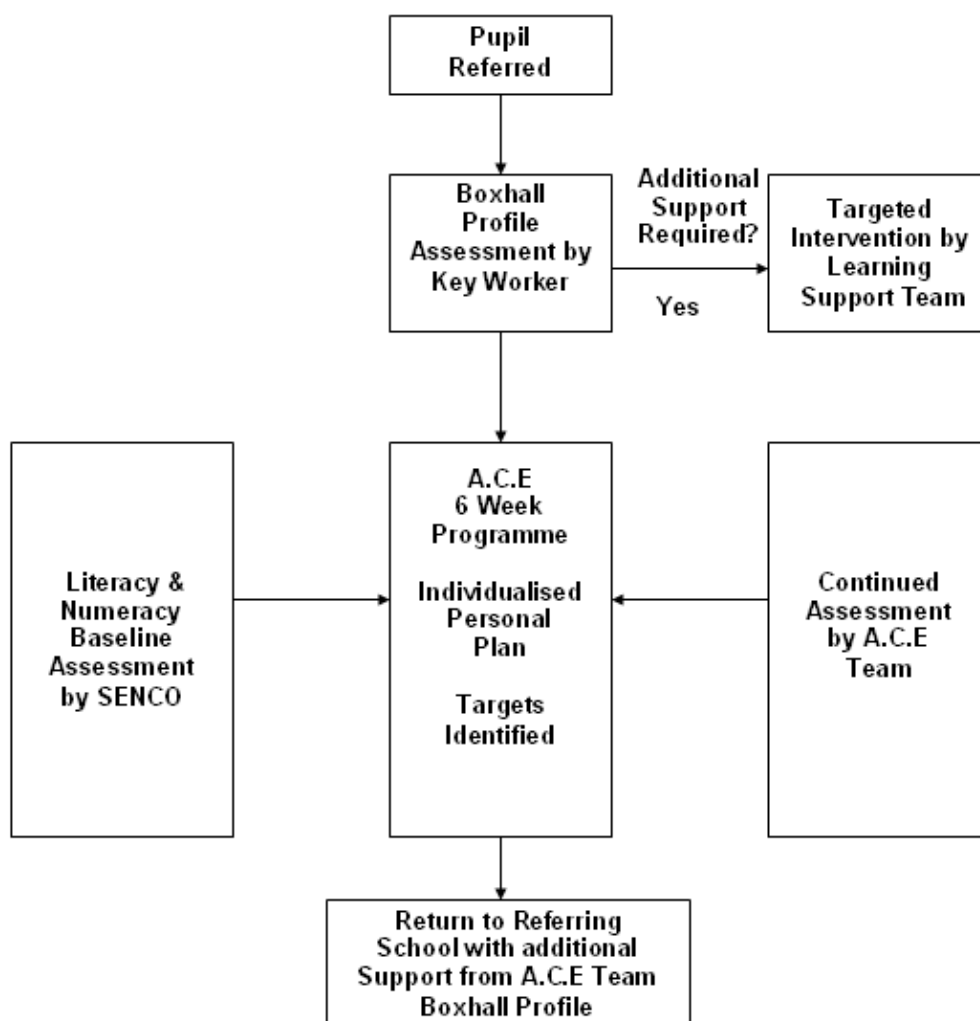 Pupil
Referred
Boxhall
Profile
Assessment by
Key Worker
Additional
Support
Required?
Yes
Targeted
Intervention by
Learning
Support Team
Literacy &
Numeracy
Baseline
Assessment
by SENCO
A.C.E
6 Week
Programme
Individualised
Personal
Plan
Targets
Identified
Continued
Assessment
by A.C.E
Team
Return to Referring
School with additional
Support from A.C.E Team
Boxhall Profile